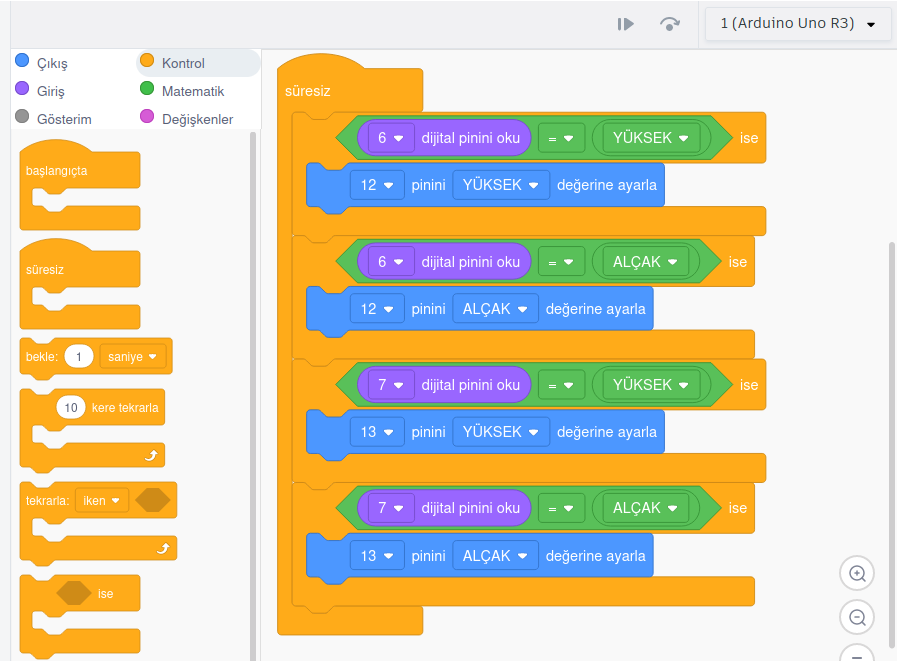 1 (Arduino Uno R3)
Çıkış
Kontrol
Giriş
Matematik
Gösterim
Değişkenler
başlangıçta
süresiz
bekle: 1 saniye
10 kere tekrarla
tekrarla: Iken
ise
süresiz
6 dijital pinini oku = YÜKSEK ise
12 pinini YÜKSEK değerine ayarla
6 dijital pinini oku = ALÇAK ise
12 pinini ALÇAK değerine ayarla
7 dijital pinini oku = YÜKSEK ise
13 pinini YÜKSEK değerine ayarla
7 dijital pinini oku = ALÇAK ise
13 pinini ALÇAK değerine ayarla